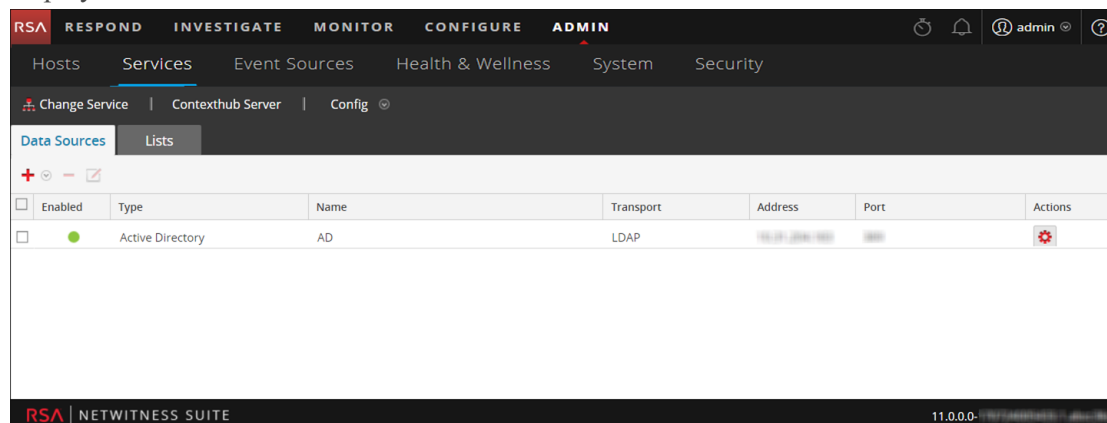 RSA RESPOND INVESTIGATE MONITOR CONFIGURE ADMIN admin
Hosts Services Event Sources Health & Wellness System Security
Change Service | Contexthub Server | Config
Data Sources Lists
Enabled Type Name Transport Address Port Actions
Active Directory AD LDAP
RSA | NETWITNESS SUITE 11.0.0.0-